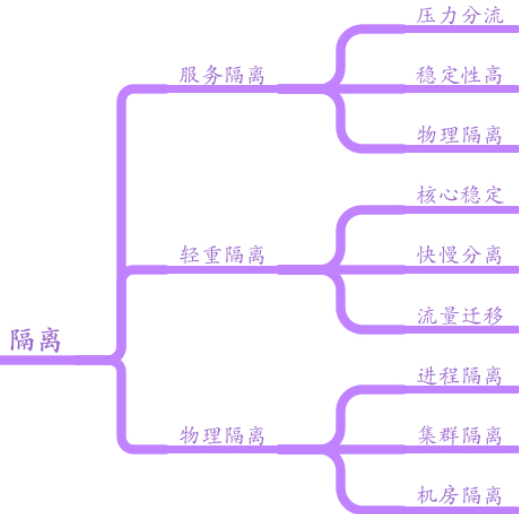 隔离
服务隔离
压力分流
稳定性高
物理隔离
轻重隔离
核心稳定
快慢分离
流量迁移
物理隔离
进程隔离
集群隔离
机房隔离